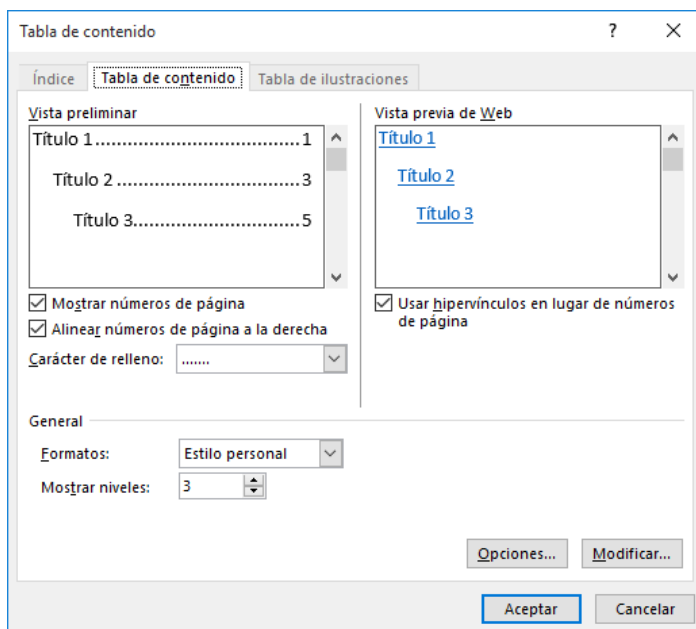 Tabla de contenido
? X
Índice Tabla de contenido Tabla de ilustraciones
Vista preliminar
Título 1..................................1
Título 2 ..............................3
Título 3...........................5
Mostrar números de página
Alinear números de página a la derecha
Carácter de relleno: .......
Vista previa de Web
Título 1
Título 2
Título 3
Usar hipervínculos en lugar de números
de página
General
Formatos: Estilo personal
Mostrar niveles: 3
Opciones... Modificar...
Aceptar Cancelar